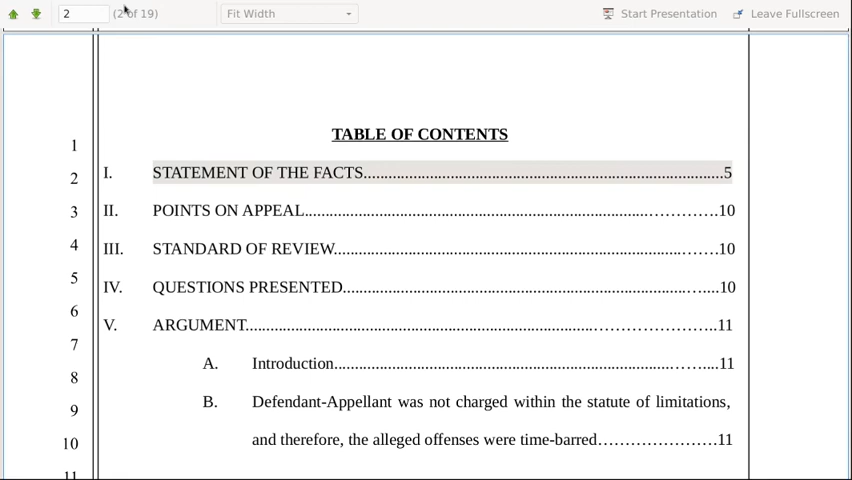 2 (2 of 19) Fit Width Start Presentation Leave Fullscreen
TABLE OF CONTENTS
1
I. STATEMENT OF THE FACTS.......................................................................................5
2
II. POINTS ON APPEAL...................................................................................………….10
3
III. STANDARD OF REVIEW....................................................................................…….10
4
IV. QUESTIONS PRESENTED...................................................................................…....10
5
V. ARGUMENT.....................................................................................…………………..11
6
7
A. Introduction..................................................................................……....11
8
B. Defendant-Appellant was not charged within the statute of limitations,
9
and therefore, the alleged offenses were time-barred…………………..11
10
11